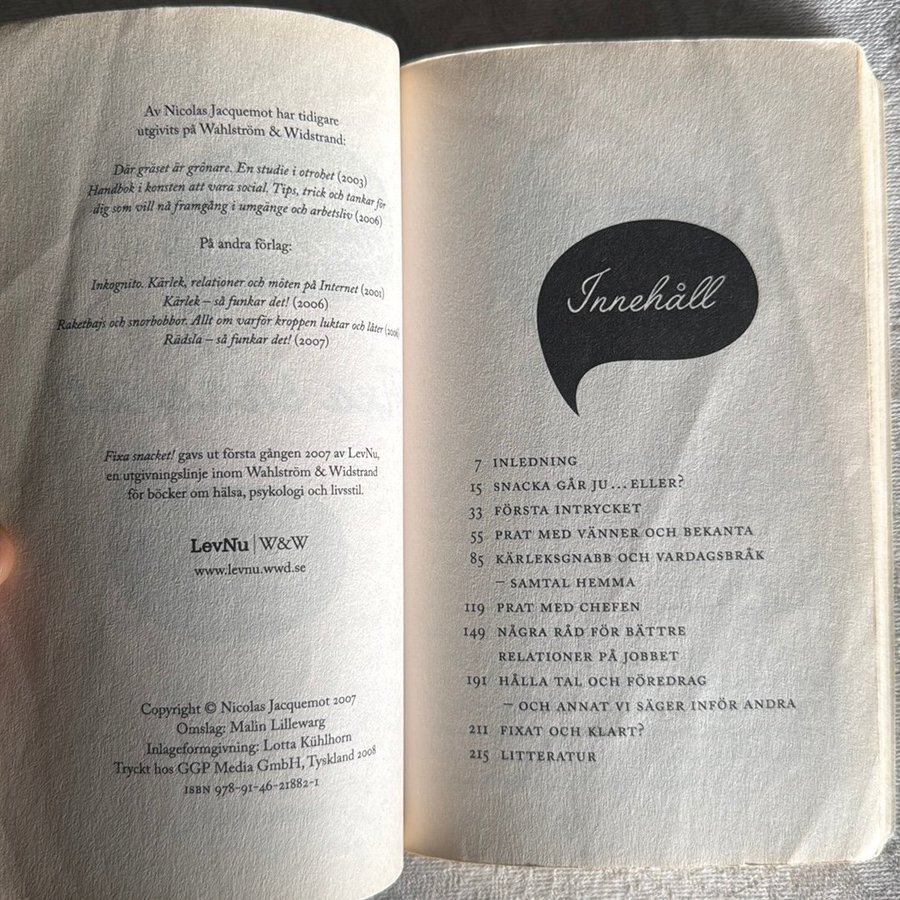 Av Nicolas Jacquemot har tidigare
utgivits på Wahlström & Widstrand:
Där gräset är grönare. En studie i otrohet (2003)
Handbok i konsten att vara social. Tips, trick och tankar för
dig som vill nå framgång i umgänge och arbetsliv (2006)
På andra förlag:
Inkognito. Kärlek, relationer och möten på Internet (2001)
Kärlek – så funkar det! (2006)
Raketbajs och snorbobbor. Allt om varför kroppen luktar och låter (2006)
Rädsla – så funkar det! (2007)
Fixa snacket! gavs ut första gången 2007 av LevNu,
en utgivningslinje inom Wahlström & Widstrand
för böcker om hälsa, psykologi och livsstil.
LevNu | W&W
www.levnu.wwd.se
Copyright © Nicolas Jacquemot 2007
Omslag: Malin Lillewarg
Inlageformgivning: Lotta Kühlhorn
Tryckt hos GGP Media GmbH, Tyskland 2008
ISBN 978-91-46-21882-1
Innehåll
7 INLEDNING
15 SNACKA GÅR JU ... ELLER?
33 FÖRSTA INTRYCKET
55 PRAT MED VÄNNER OCH BEKANTA
85 KÄRLEKSGNABB OCH VARDAGSBRÅK
– SAMTAL HEMMA
119 PRAT MED CHEFEN
149 NÅGRA RÅD FÖR BÄTTRE
RELATIONER PÅ JOBBET
191 HÅLLA TAL OCH FÖREDRAG
– OCH ANNAT VI SÄGER INFÖR ANDRA
211 FIXAT OCH KLART?
215 LITTERATUR